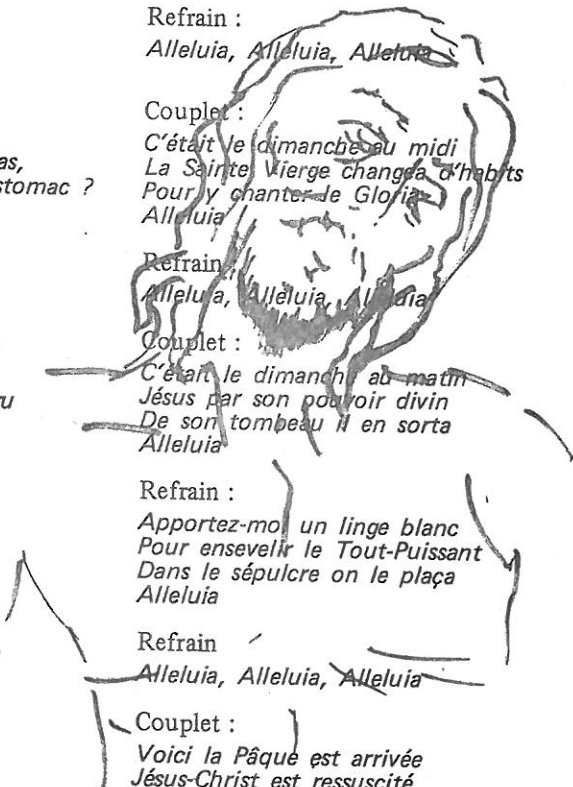 Refrain :
Alleluia, Alleluia, Alleluia
Couplet :
C'était le dimanche au midi
La Sainte Vierge changea d'habits
Pour y chanter le Gloria
Alleluia
as,
stomac ?
Refrain :
Alleluia, Alleluia, Alleluia
Couplet :
C'était le dimanche au matin
Jésus par son pouvoir divin
De son tombeau il en sorta
Alleluia
u
Refrain :
Apportez-moi un linge blanc
Pour ensevelir le Tout-Puissant
Dans le sépulcre on le plaça
Alleluia
Refrain
Alleluia, Alleluia, Alleluia
Couplet :
Voici la Pâque est arrivée
Jésus-Christ est ressuscité